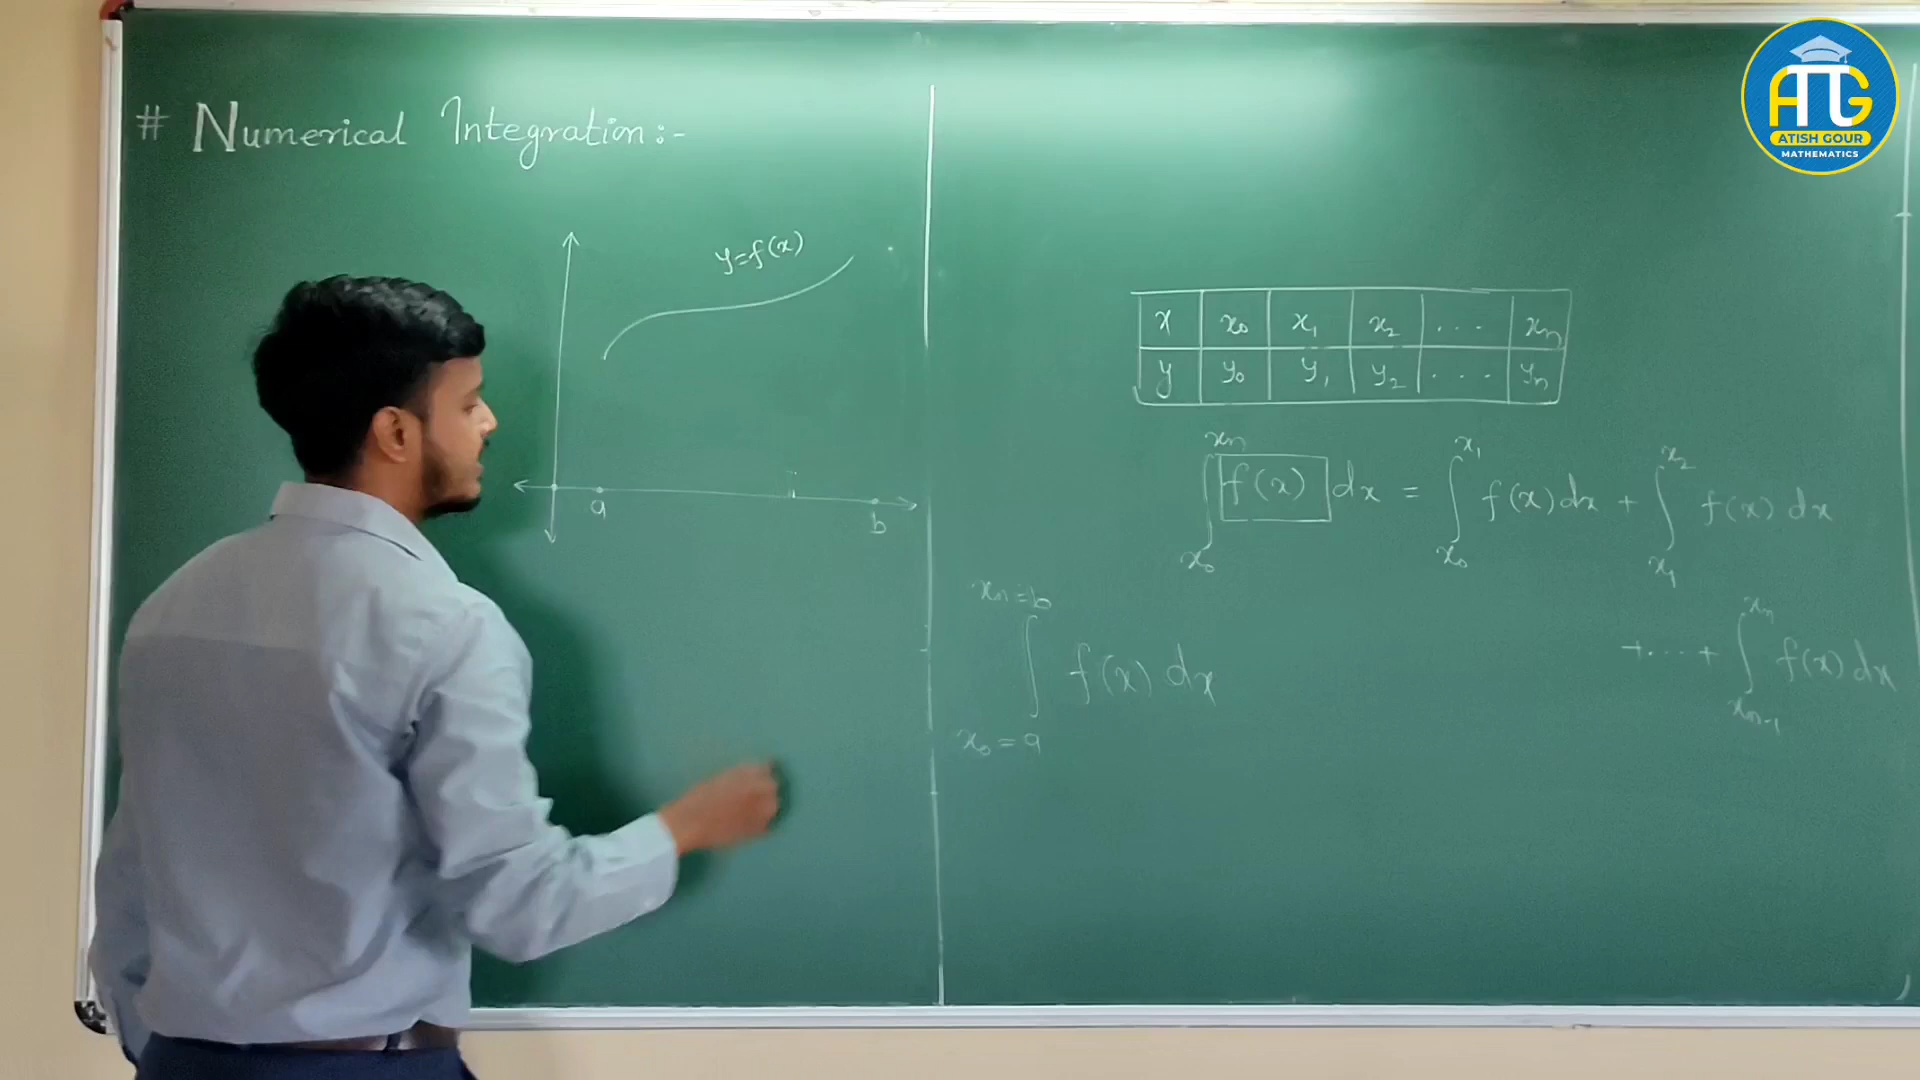 # Numerical Integration:-
y=f(x)
a
b
x x₀ x₁ x₂ ... xₙ
y y₀ y₁ y₂ ... yₙ
∫_{x₀}^{xₙ} f(x) dx = ∫_{x₀}^{x₁} f(x) dx + ∫_{x₁}^{x₂} f(x) dx
+ ... + ∫_{xₙ₋₁}^{xₙ} f(x) dx
∫_{x₀=a}^{xₙ=b} f(x) dx
ATG
ATISH GOUR
MATHEMATICS